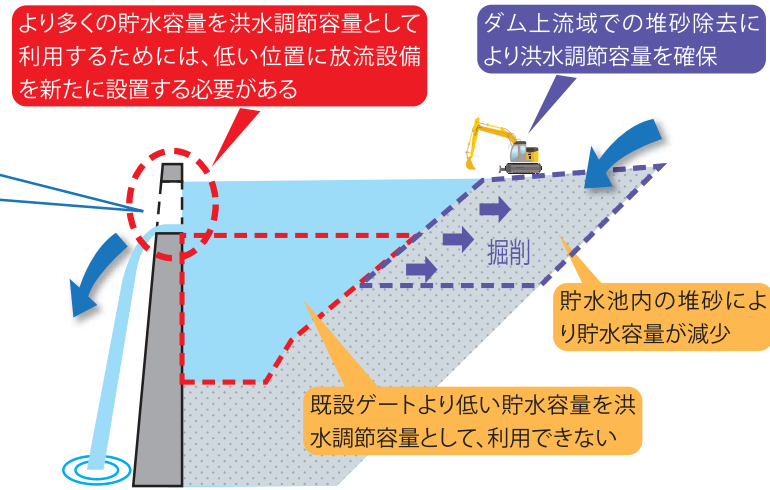 より多くの貯水容量を洪水調節容量として
利用するためには、低い位置に放流設備
を新たに設置する必要がある
ダム上流域での堆砂除去に
より洪水調節容量を確保
掘削
貯水池内の堆砂によ
り貯水容量が減少
既設ゲートより低い貯水容量を洪
水調節容量として、利用できない